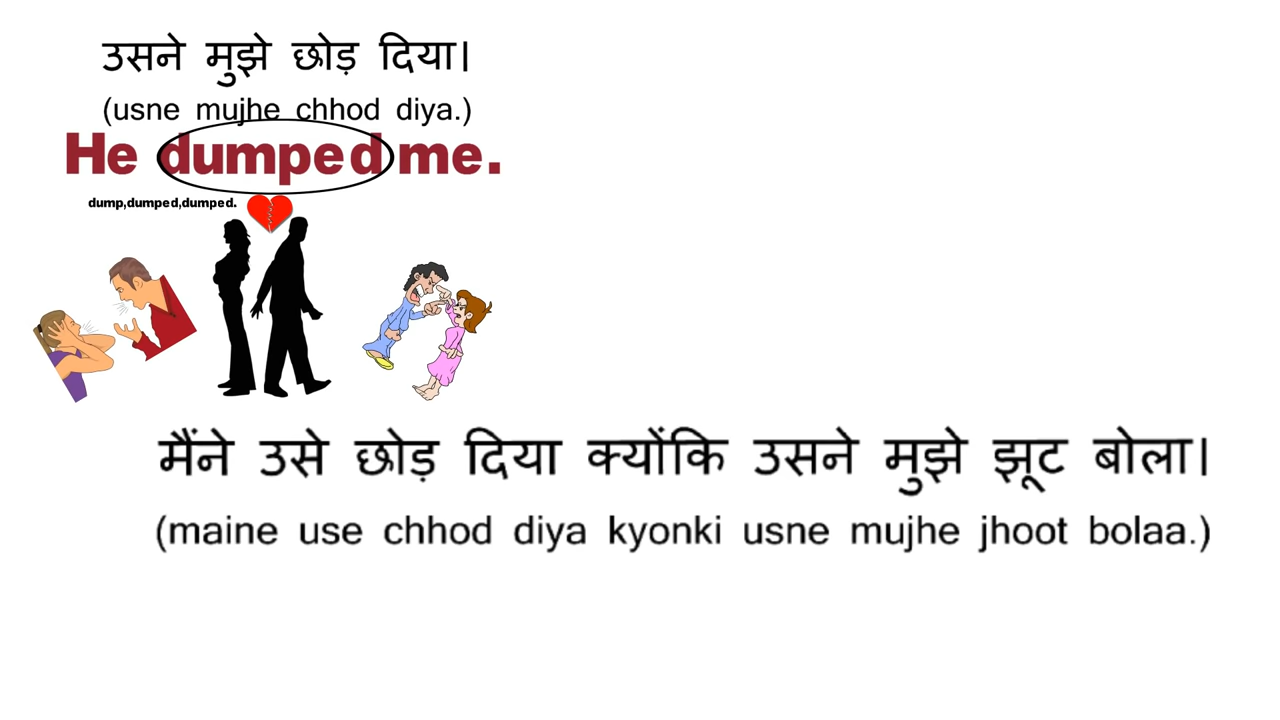 उसने मुझे छोड़ दिया।
(usne mujhe chhod diya.)
He dumped me.
dump,dumped,dumped.
मैंने उसे छोड़ दिया क्योंकि उसने मुझे झूट बोला।
(maine use chhod diya kyonki usne mujhe jhoot bolaa.)